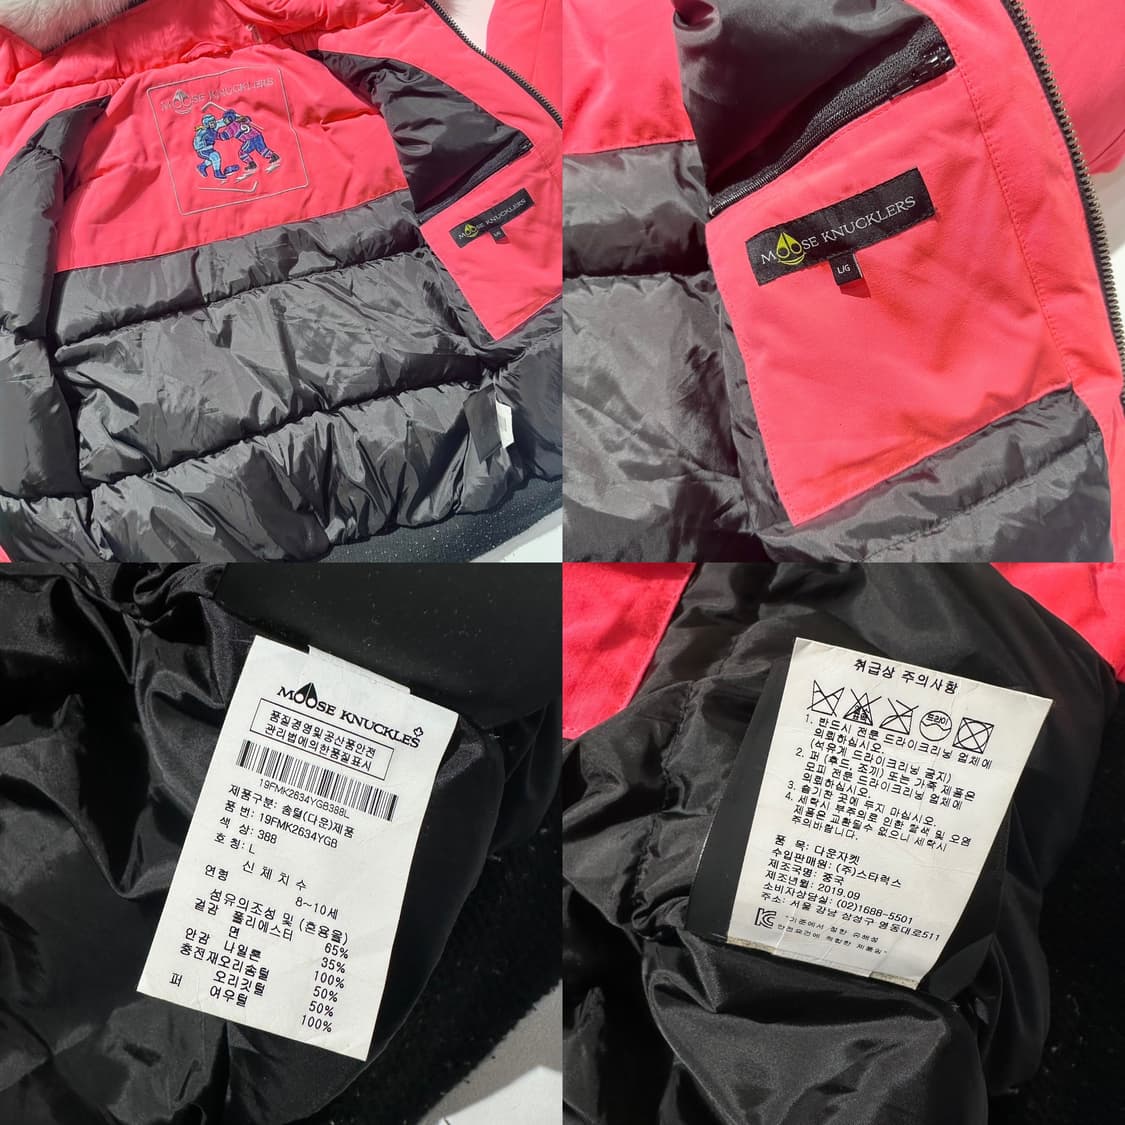 MOOSE KNUCKLERS
MOOSE KNUCKLERS
MOOSE KNUCKLERS
L/G
MOOSE KNUCKLES
품질경영및공산품안전
관리법에의한품질표시
19FMK2634YGB388L
제품구분: 솜털(다운)제품
품 번: 19FMK2634YGB
색 상: 388
호 칭: L
신 체 치 수
연령 8~10세
섬유의조성 및 (혼용율)
겉감 폴리에스터 65%
면 35%
안감 나일론 100%
충전재오리솜털 50%
오리깃털 50%
퍼 여우털 100%
취급상 주의사항
드라이
1. 반드시 전문 드라이크리닝 업체에
의뢰하십시오.
(석유계 드라이크리닝 금지)
2. 퍼 (후드, 조끼) 또는 가죽 제품은
모피 전문 드라이크리닝 업체에
의뢰하십시오.
3. 습기찬 곳에 두지 마십시오.
4. 세탁시 부주의로 인한 탈색 및 오염
제품은 교환될수 없으니 세탁시
주의바랍니다.
품 목: 다운자켓
수입판매원: (주)스타럭스
제조국명: 중국
제조년월: 2019.09
소비자상담실: (02)1688-5501
주소: 서울 강남 삼성구 영동대로511